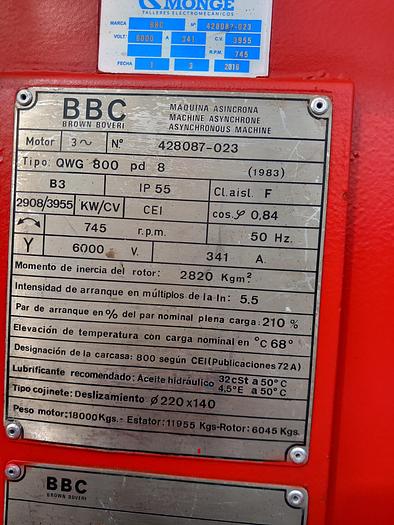 MONGE
TALLERES ELECTROMECANICOS
MARCA BBC Nº 428087-023
VOLT. 6000 A 341 C.V. 3955
R.P.M. 745
FECHA 1 3 2016
BBC
BROWN BOVERI
MAQUINA ASINCRONA
MACHINE ASYNCHRONE
ASYNCHRONOUS MACHINE
Motor 3~ Nº 428087-023
Tipo: QWG 800 pd 8 (1983)
B3 IP 55 Cl.aisl. F
2908/3955 KW/CV CEI cos.φ 0,84
745 r.p.m. 50 Hz.
Y 6000 V. 341 A.
Momento de inercia del rotor: 2820 Kgm²
Intensidad de arranque en múltiplos de la In: 5.5
Par de arranque en % del par nominal plena carga: 210 %
Elevación de temperatura con carga nominal en °C 68°
Designación de la carcasa: 800 según CEI (Publicaciones 72A)
Lubrificante recomendado: Aceite hidráulico 32cSt a 50°C
4,5°E a 50°C
Tipo cojinete: Deslizamiento ø 220x140
Peso motor: 18000Kgs.- Estator: 11955 Kgs-Rotor: 6045 Kgs.
BBC
BROWN BOVERI